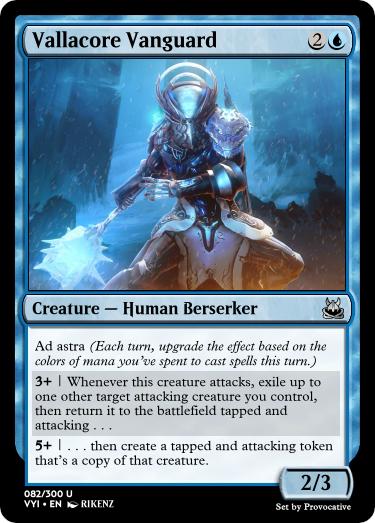 Vallacore Vanguard 2
Creature — Human Berserker
Ad astra (Each turn, upgrade the effect based on the
colors of mana you've spent to cast spells this turn.)
3+ | Whenever this creature attacks, exile up to
one other target attacking creature you control,
then return it to the battlefield tapped and
attacking . . .
5+ | . . . then create a tapped and attacking token
that's a copy of that creature.
2/3
082/300 U
VYI • EN RIKENZ
Set by Provocative